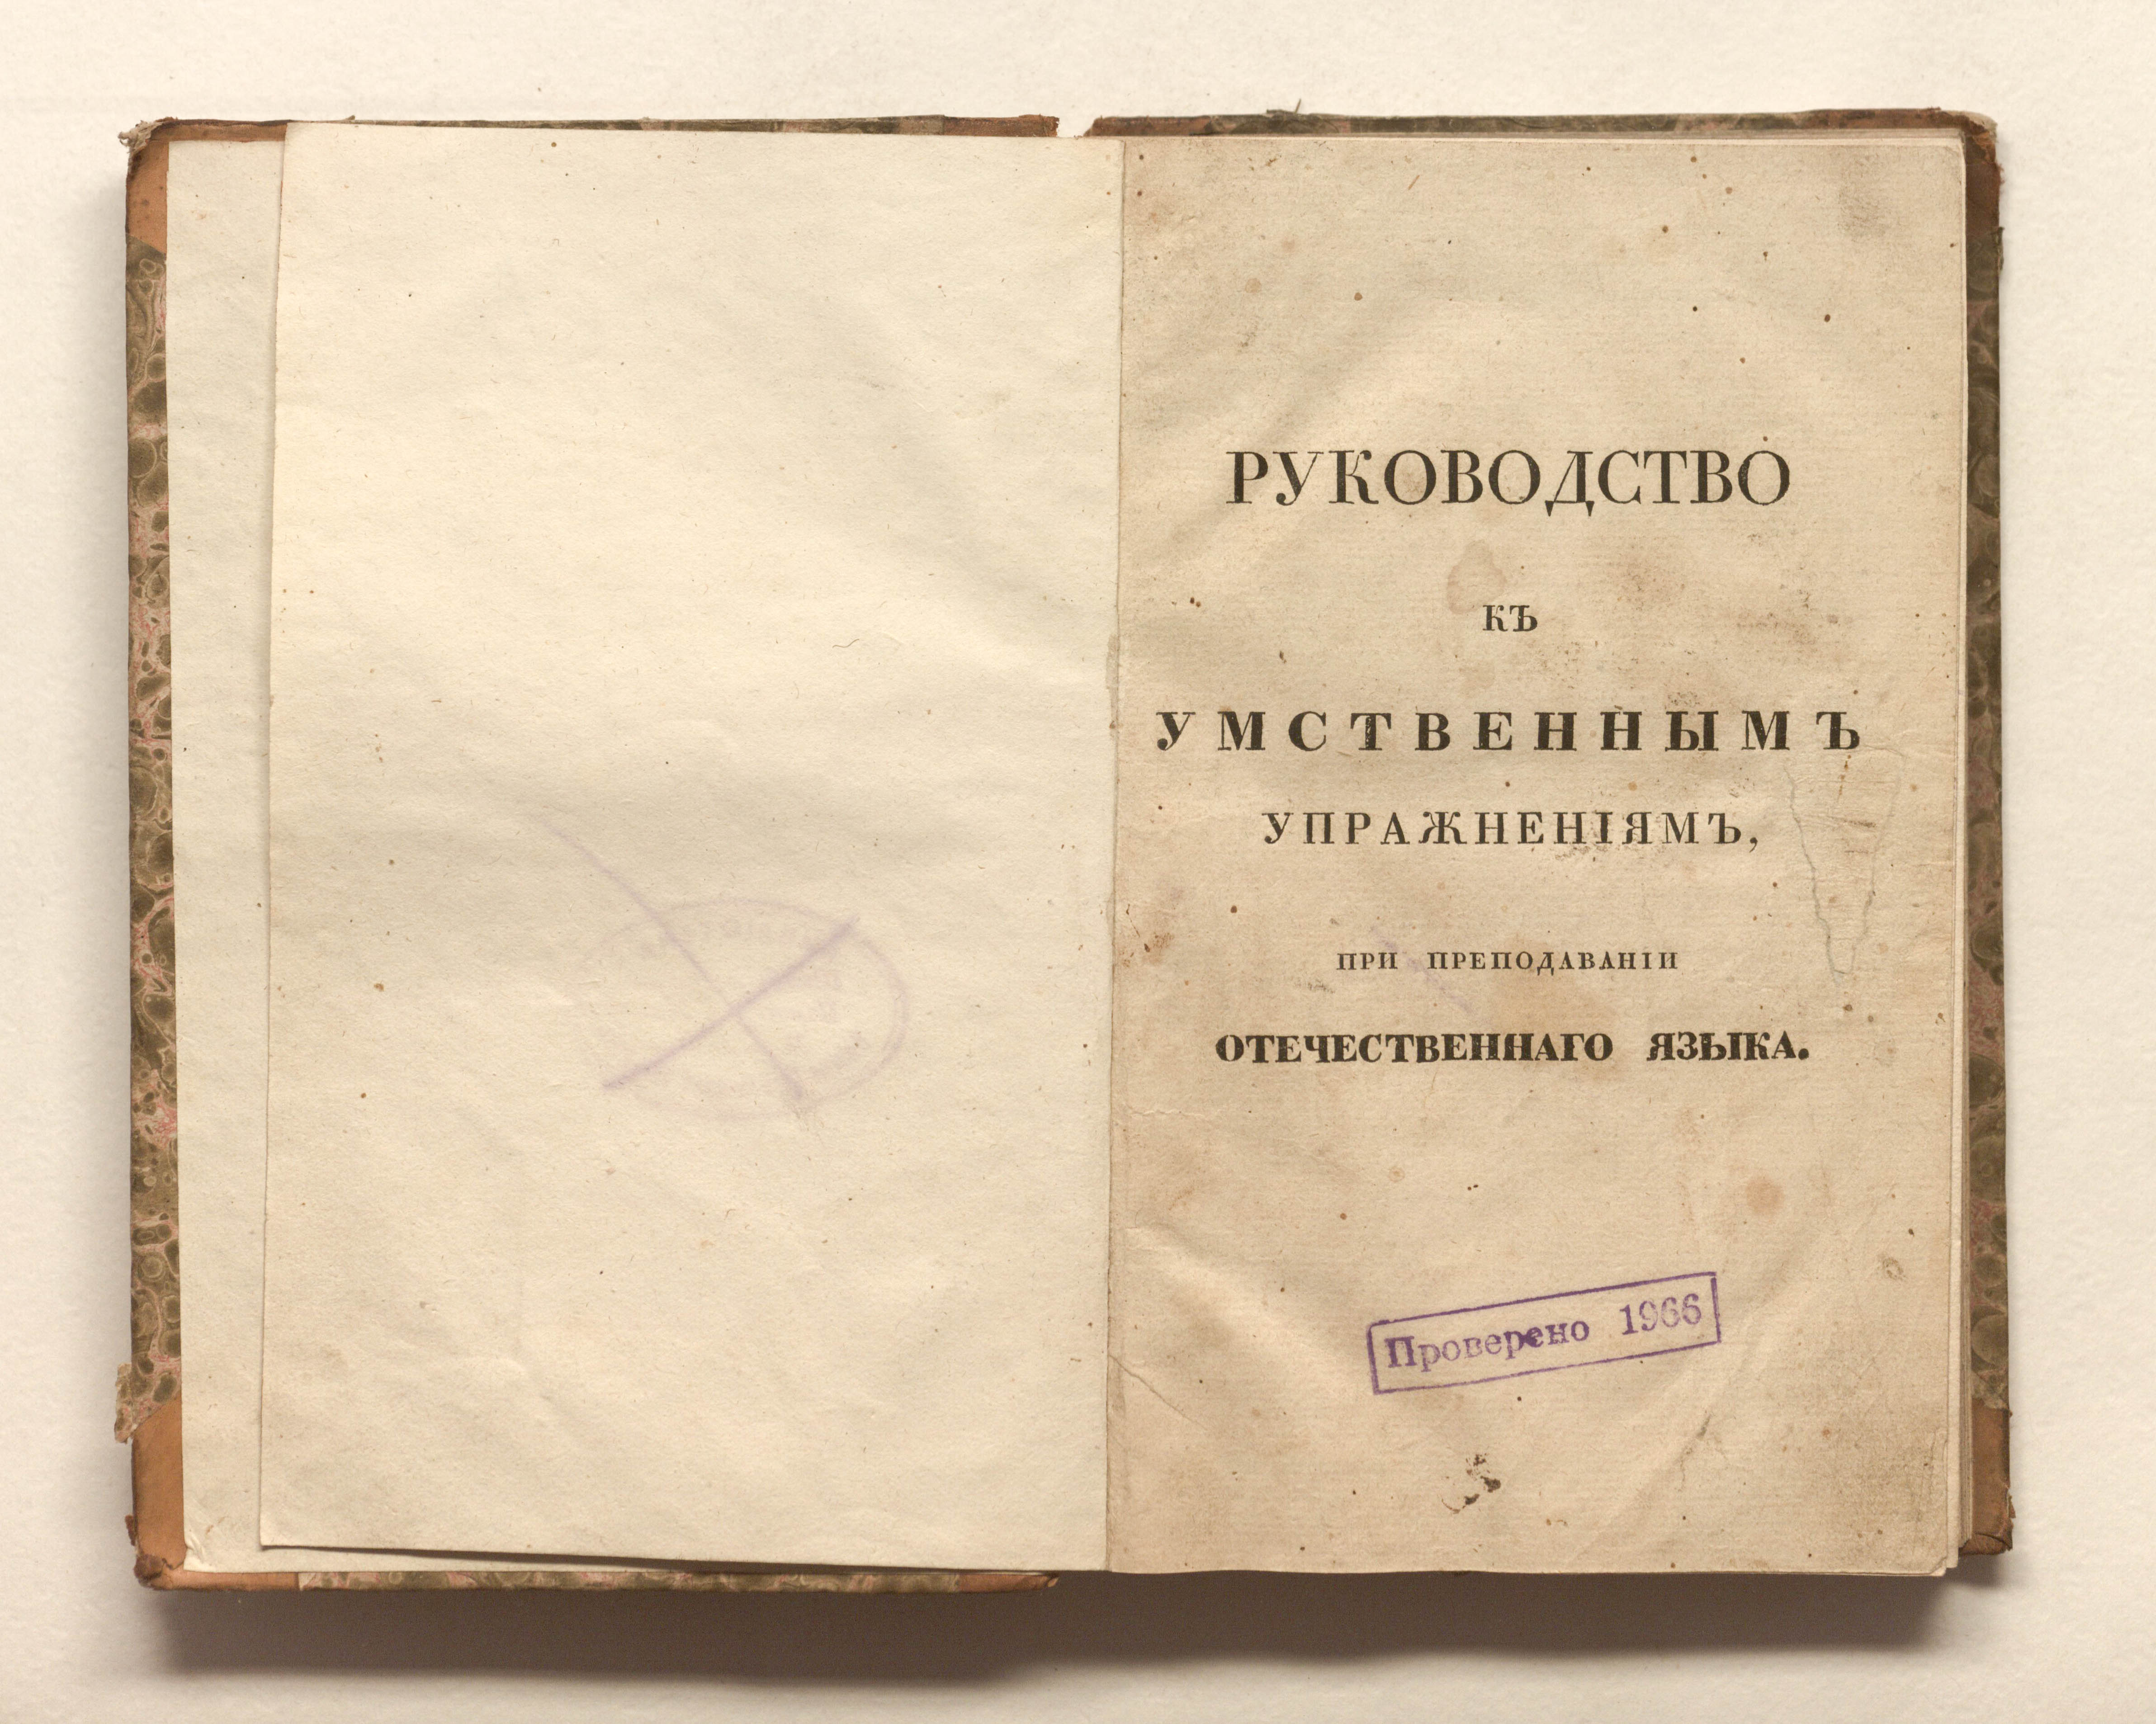 РУКОВОДСТВО
КЪ
УМСТВЕННЫМЪ
УПРАЖНЕНІЯМЪ,
ПРИ ПРЕПОДАВАНІИ
ОТЕЧЕСТВЕННАГО ЯЗЫКА.
Проверено 1966